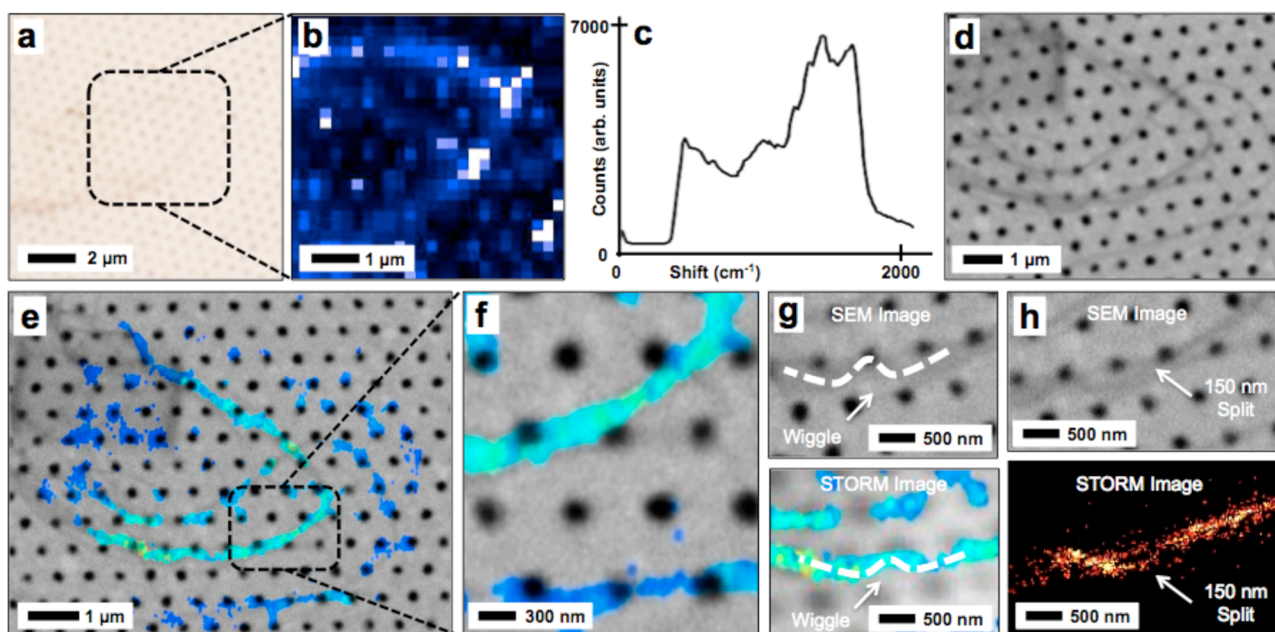 a
2 µm
b
1 µm
c
7000
Counts (arb. units)
0
0
Shift (cm⁻¹)
2000
d
1 µm
e
1 µm
f
300 nm
g
SEM Image
Wiggle
500 nm
STORM Image
Wiggle
500 nm
h
SEM Image
150 nm
Split
500 nm
STORM Image
150 nm
Split
500 nm